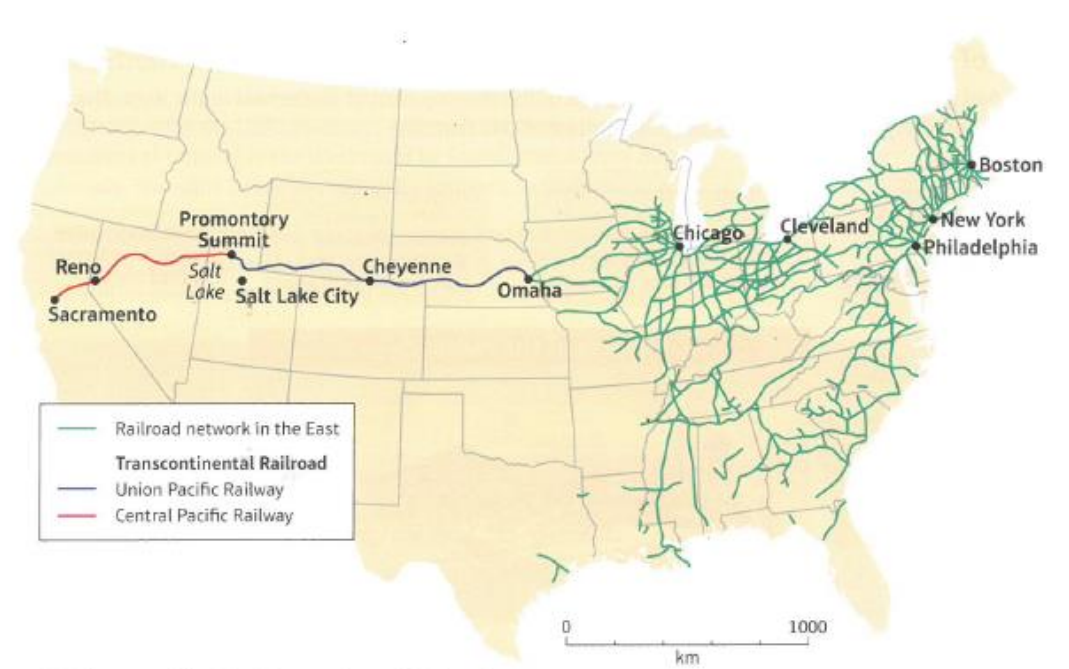 Boston
New York
Philadelphia
Cleveland
Chicago
Promontory
Summit
Reno
Salt
Lake
Cheyenne
Omaha
Salt Lake City
Sacramento
Railroad network in the East
Transcontinental Railroad
Union Pacific Railway
Central Pacific Railway
0 1000
km